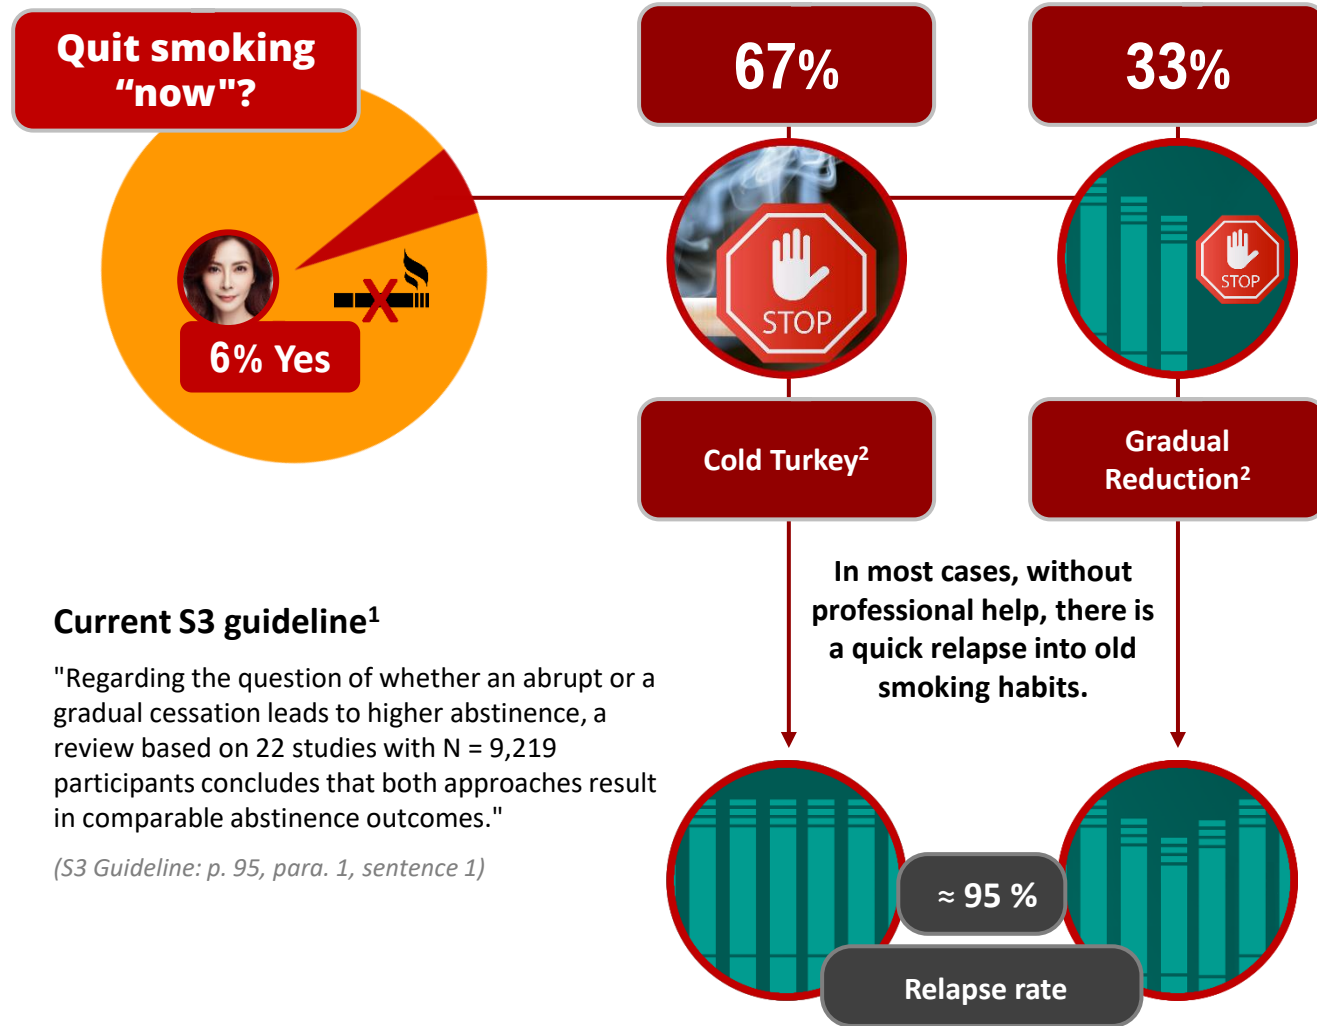 Quit smoking
“now"?
67%
33%
STOP
STOP
6% Yes
Cold Turkey²
Gradual
Reduction²
In most cases, without
professional help, there is
a quick relapse into old
smoking habits.
Current S3 guideline¹
"Regarding the question of whether an abrupt or a
gradual cessation leads to higher abstinence, a
review based on 22 studies with N = 9,219
participants concludes that both approaches result
in comparable abstinence outcomes."
(S3 Guideline: p. 95, para. 1, sentence 1)
≈ 95 %
Relapse rate